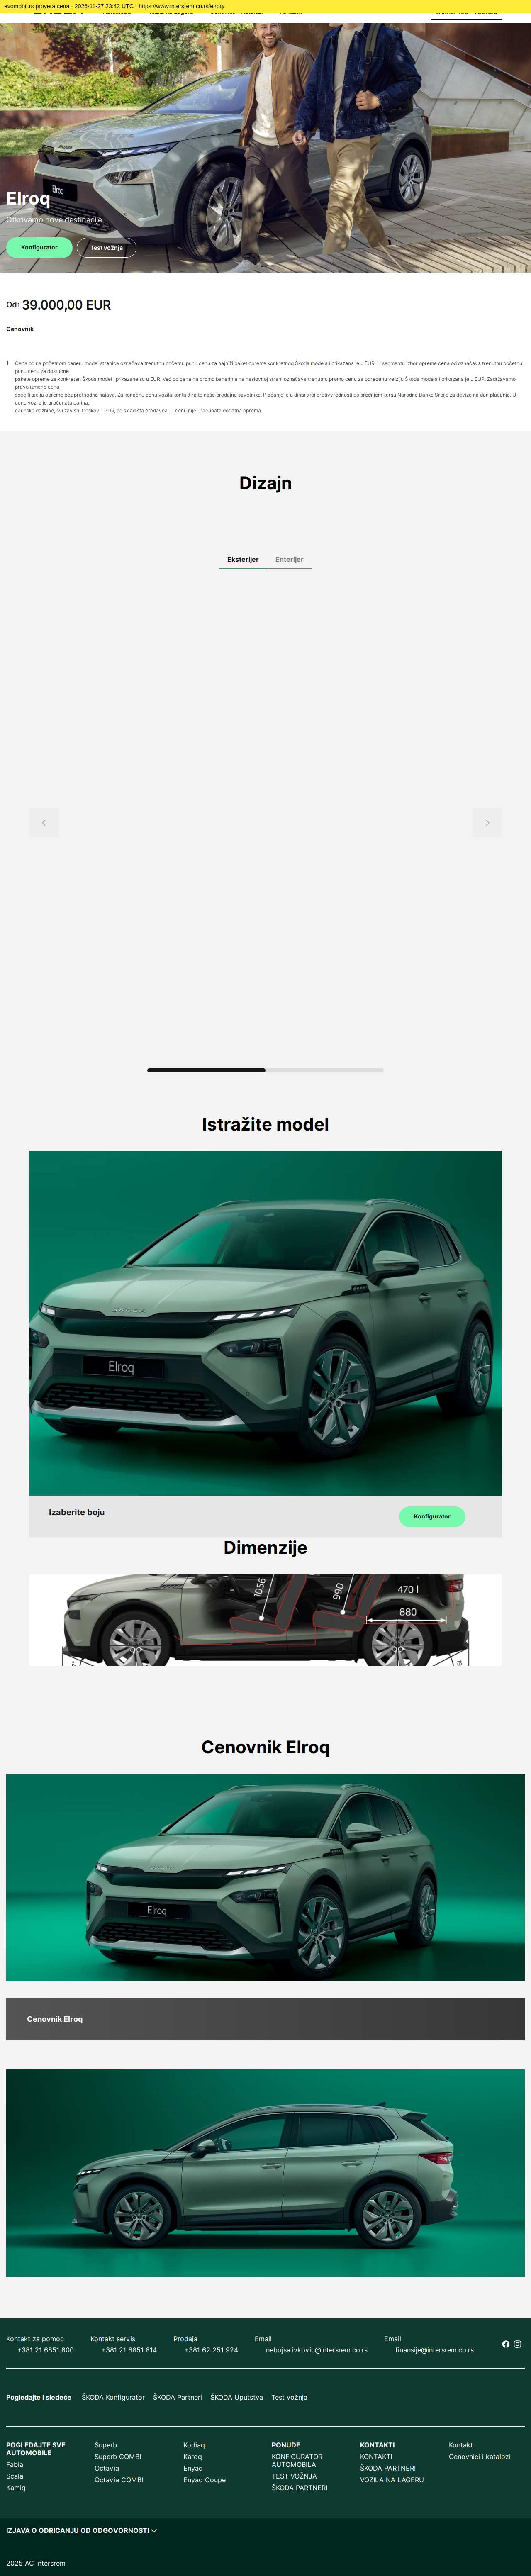 evomobil.rs provera cena · 2026-11-27 23:42 UTC · https://www.intersrem.co.rs/elroq/
Elroq
Elroq
Otkrivamo nove destinacije.
Konfigurator
Test vožnja
Od¹ 39.000,00 EUR
Cenovnik
1 Cena od na početnom baneru model stranice označava trenutnu početnu punu cenu za najniži paket opreme konkretnog Škoda modela i prikazana je u EUR. U segmentu izbor opreme cena od označava trenutnu početnu punu cenu za dostupne
pakete opreme za konkretan Škoda model i prikazane su u EUR. Već od cena na promo banerima na naslovnoj strani označava trenutnu promo cenu za određenu verziju Škoda modela i prikazana je u EUR. Zadržavamo pravo izmene cena i
specifikacija opreme bez prethodne najave. Za konačnu cenu vozila kontaktirajte naše prodajne savetnike. Plaćanje je u dinarskoj protivvrednosti po srednjem kursu Narodne Banke Srbije za devize na dan plaćanja. U cenu vozila je uračunata carina,
carinske dažbine, svi zavisni troškovi i PDV, do skladišta prodavca. U cenu nije uračunata dodatna oprema.
Dizajn
Eksterijer
Enterijer
Istražite model
Elroq
Izaberite boju
Konfigurator
Dimenzije
1056
990
470 l
880
Cenovnik Elroq
Elroq
Cenovnik Elroq
Kontakt za pomoc
+381 21 6851 800
Kontakt servis
+381 21 6851 814
Prodaja
+381 62 251 924
Email
nebojsa.ivkovic@intersrem.co.rs
Email
finansije@intersrem.co.rs
Pogledajte i sledeće
ŠKODA Konfigurator
ŠKODA Partneri
ŠKODA Uputstva
Test vožnja
POGLEDAJTE SVE AUTOMOBILE
Fabia
Scala
Kamiq
Superb
Superb COMBI
Octavia
Octavia COMBI
Kodiaq
Karoq
Enyaq
Enyaq Coupe
PONUDE
KONFIGURATOR AUTOMOBILA
TEST VOŽNJA
ŠKODA PARTNERI
KONTAKTI
KONTAKTI
ŠKODA PARTNERI
VOZILA NA LAGERU
Kontakt
Cenovnici i katalozi
IZJAVA O ODRICANJU OD ODGOVORNOSTI
2025 AC Intersrem